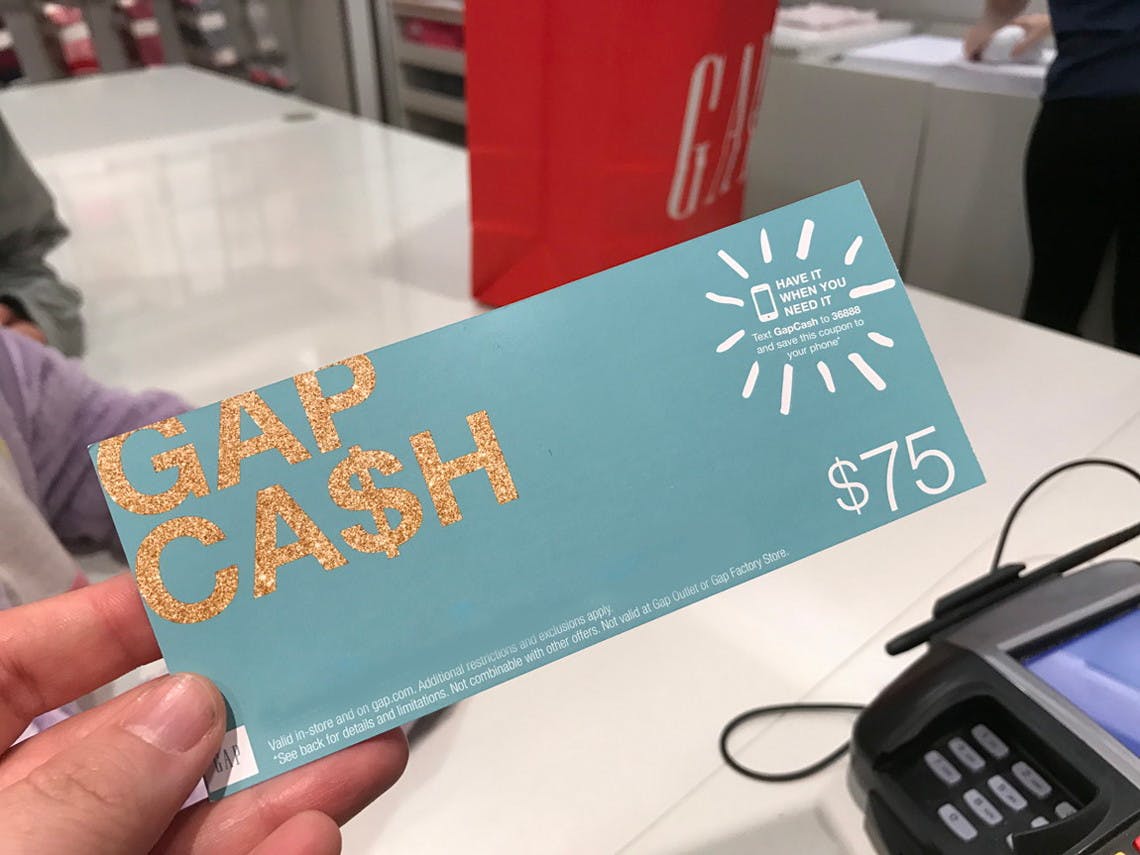 GAP
HAVE IT
WHEN YOU
NEED IT
Text GapCash to 36888
and save this coupon to
your phone*
GAP
CA$H
$75
Valid in-store and on gap.com. Additional restrictions and exclusions apply.
*See back for details and limitations. Not combinable with other offers. Not valid at Gap Outlet or Gap Factory Store.
GAP